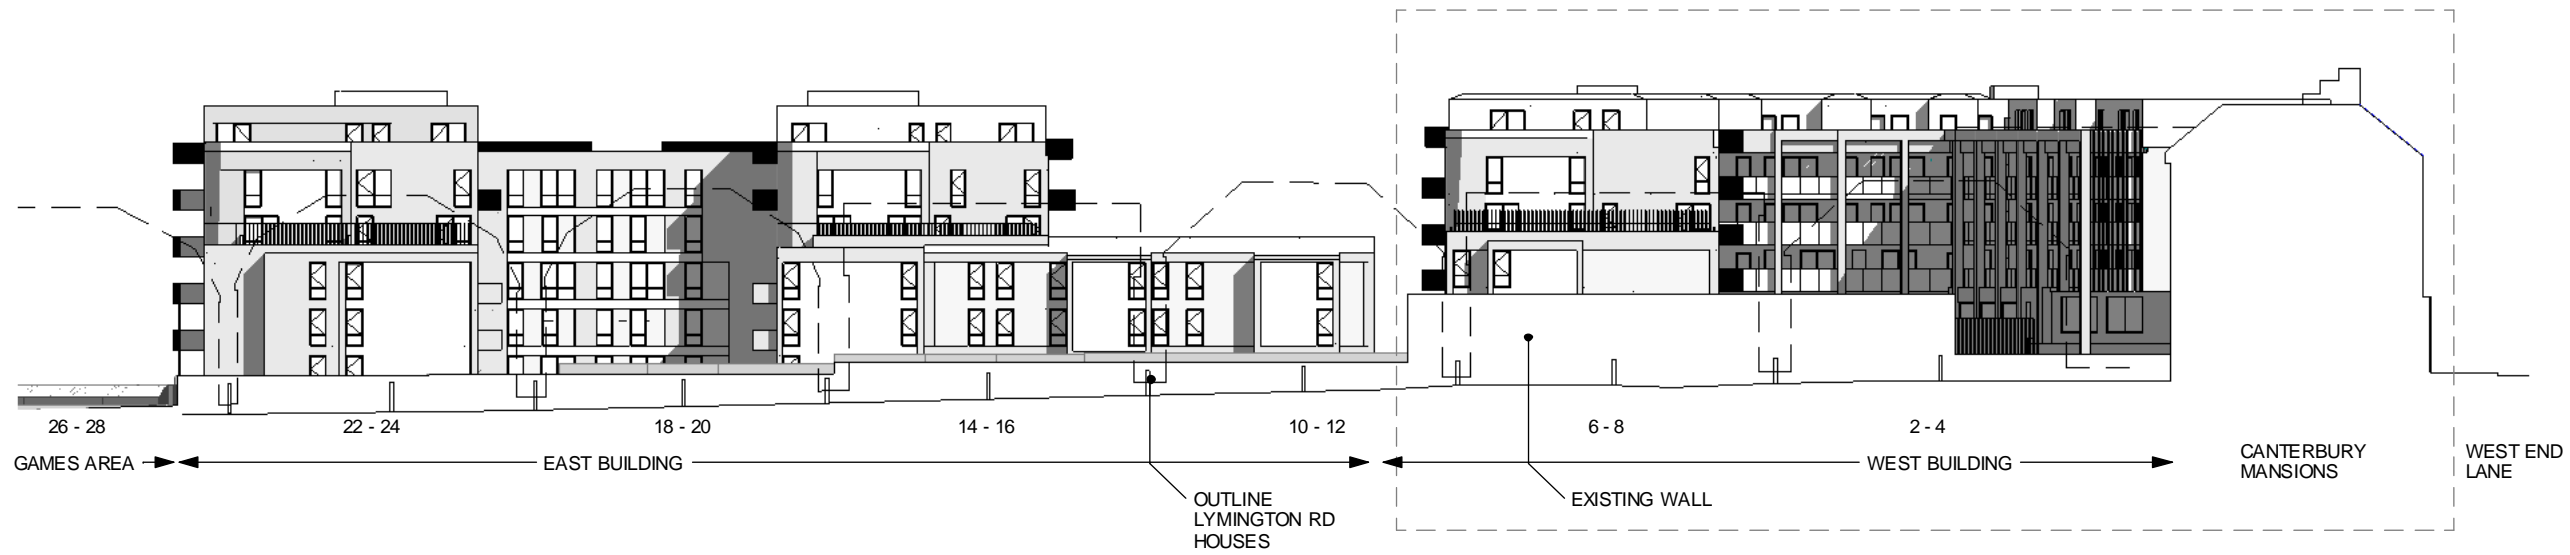 26 - 28
22 - 24
18 - 20
14 - 16
10 - 12
6 - 8
2 - 4
GAMES AREA
EAST BUILDING
WEST BUILDING
CANTERBURY
MANSIONS
WEST END
LANE
OUTLINE
LYMINGTON RD
HOUSES
EXISTING WALL